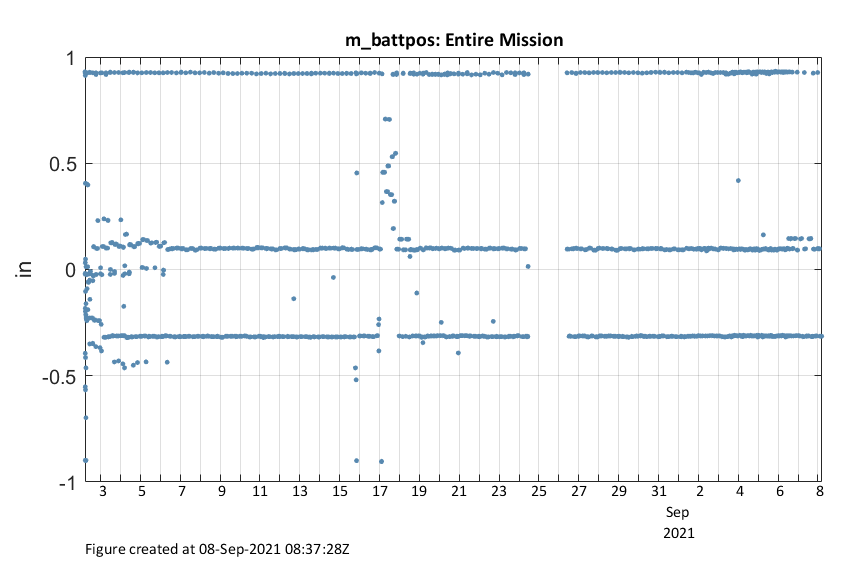 m_battpos: Entire Mission
1
0.5
0
-0.5
-1
in
3 5 7 9 11 13 15 17 19 21 23 25 27 29 31 2 4 6 8
Sep
2021
Figure created at 08-Sep-2021 08:37:28Z